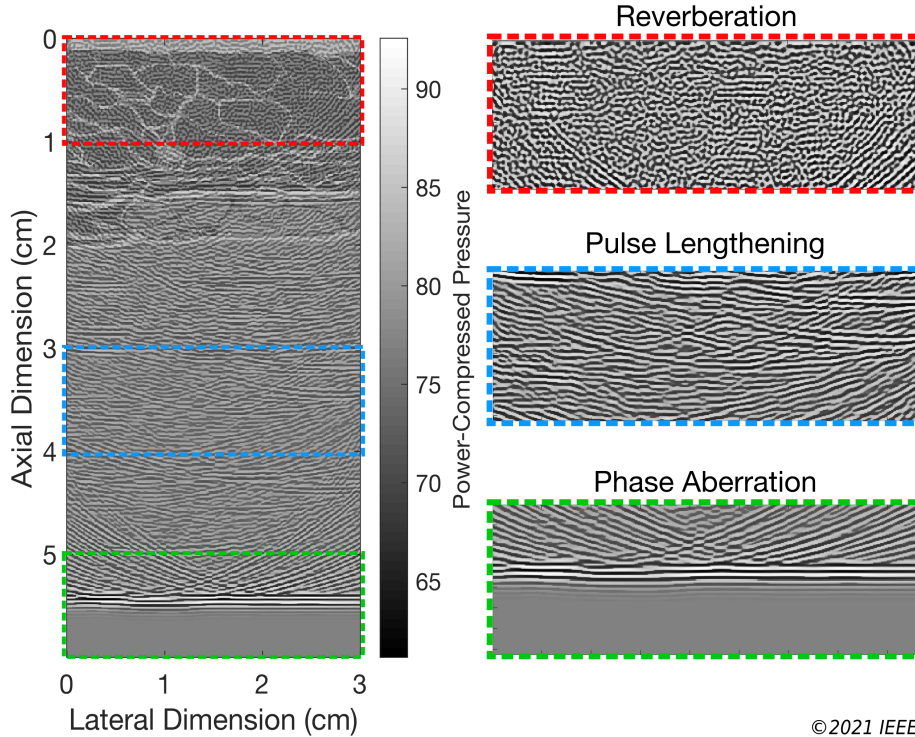 Reverberation
0
1
2
3
4
5
Axial Dimension (cm)
0
1
2
3
Lateral Dimension (cm)
90
85
80
75
70
65
Power-Compressed Pressure
Pulse Lengthening
Phase Aberration
©2021 IEEE